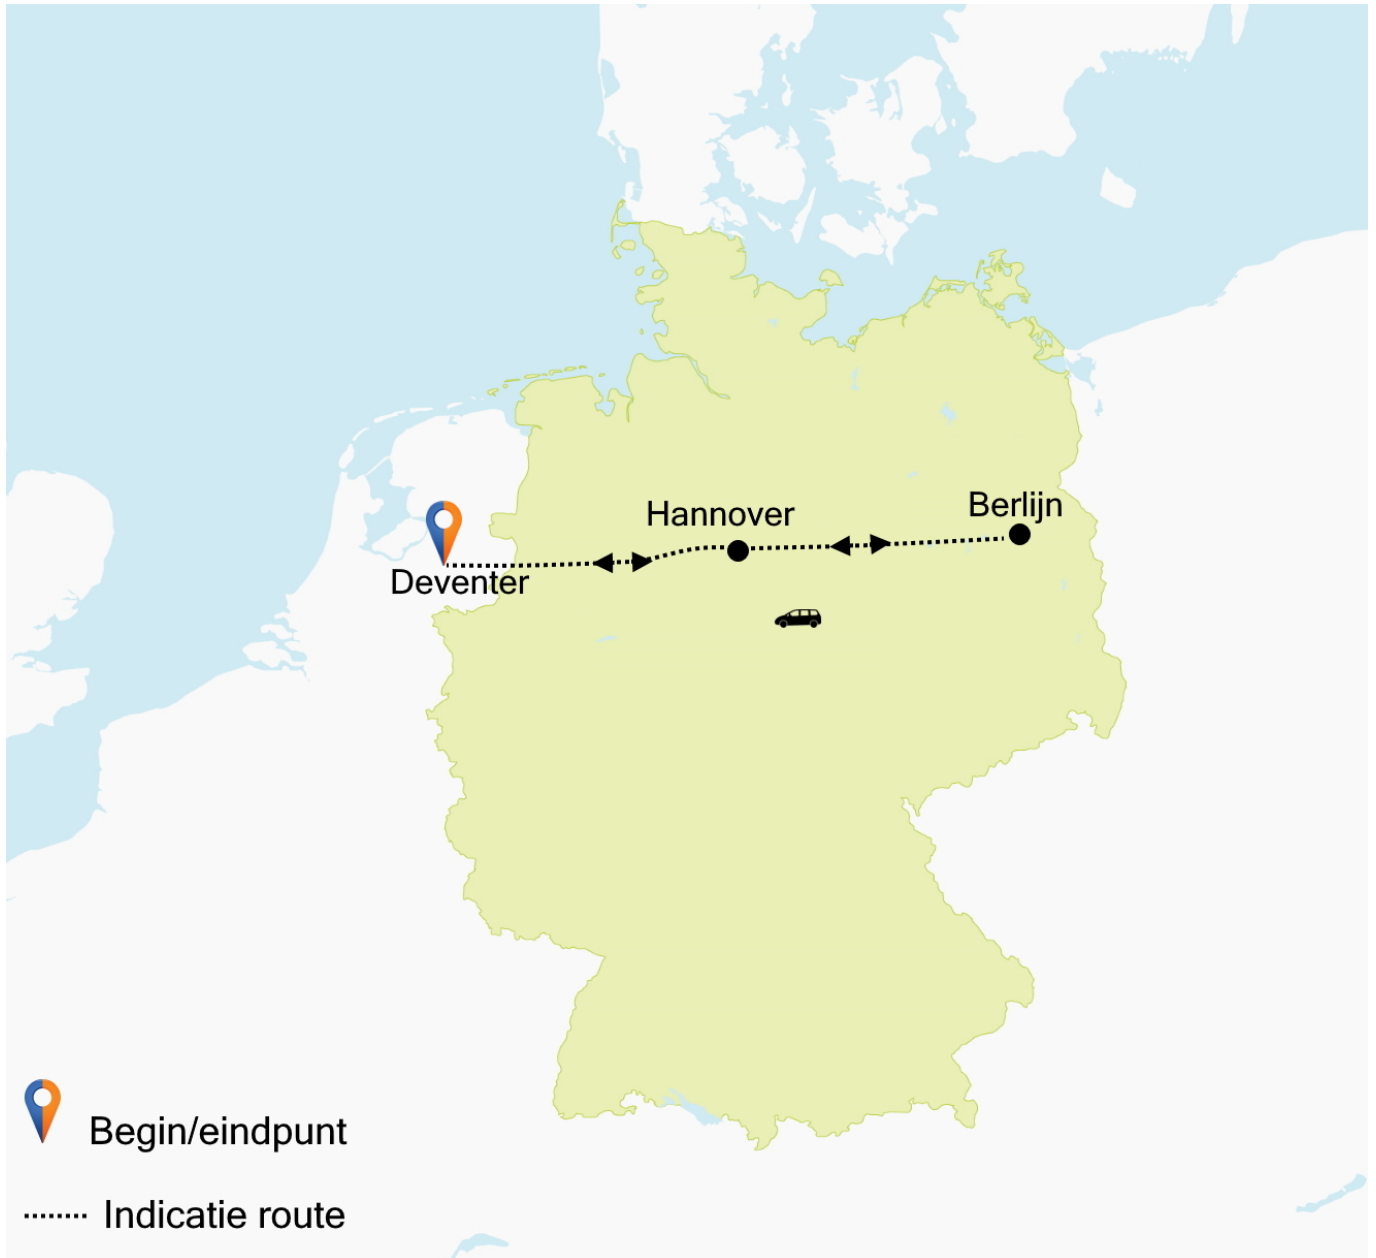 Hannover
Berlijn
Deventer
Begin/eindpunt
Indicatie route